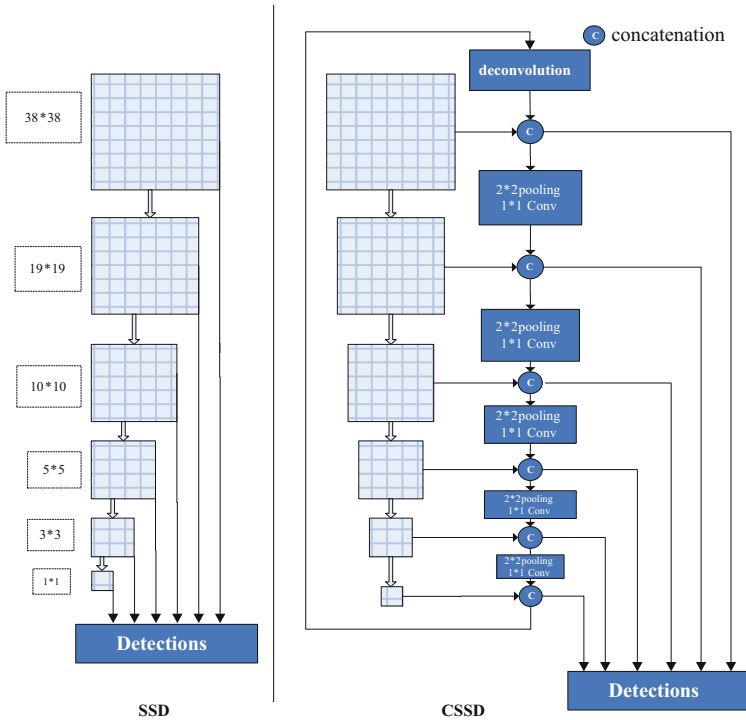 38*38
19*19
10*10
5*5
3*3
1*1
Detections
SSD
C concatenation
deconvolution
C
2*2pooling
1*1 Conv
C
2*2pooling
1*1 Conv
C
2*2pooling
1*1 Conv
C
2*2pooling
1*1 Conv
C
2*2pooling
1*1 Conv
C
Detections
CSSD